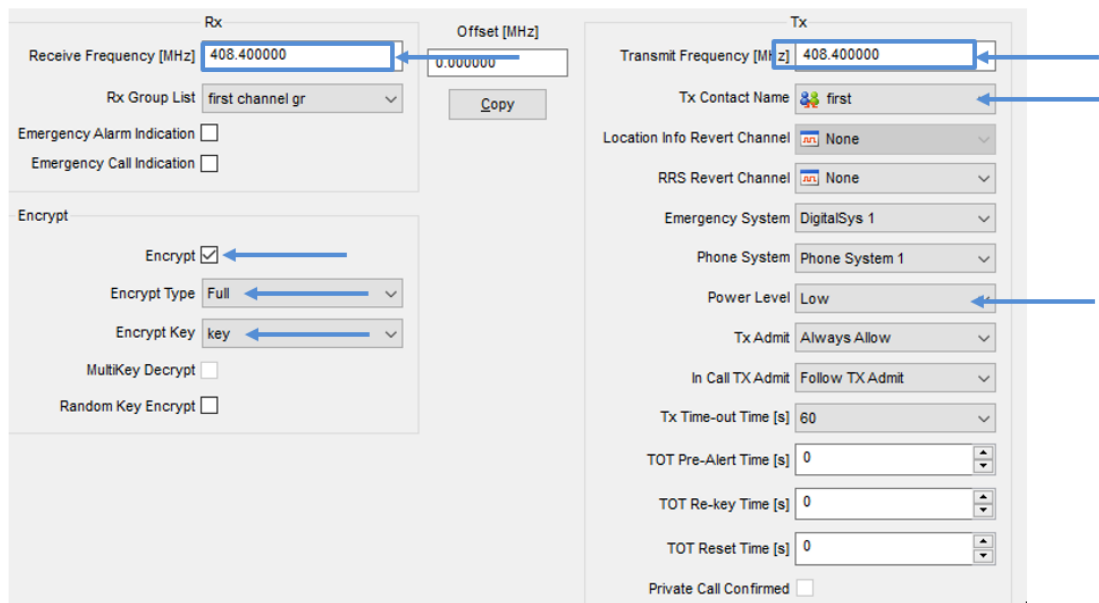 Rx
Receive Frequency [MHz] 408.400000
Rx Group List first channel gr
Emergency Alarm Indication
Emergency Call Indication
Offset [MHz]
0.000000
Copy
Encrypt
Encrypt
Encrypt Type Full
Encrypt Key key
MultiKey Decrypt
Random Key Encrypt
Tx
Transmit Frequency [MHz] 408.400000
Tx Contact Name first
Location Info Revert Channel None
RRS Revert Channel None
Emergency System DigitalSys 1
Phone System Phone System 1
Power Level Low
Tx Admit Always Allow
In Call TX Admit Follow TX Admit
Tx Time-out Time [s] 60
TOT Pre-Alert Time [s] 0
TOT Re-key Time [s] 0
TOT Reset Time [s] 0
Private Call Confirmed